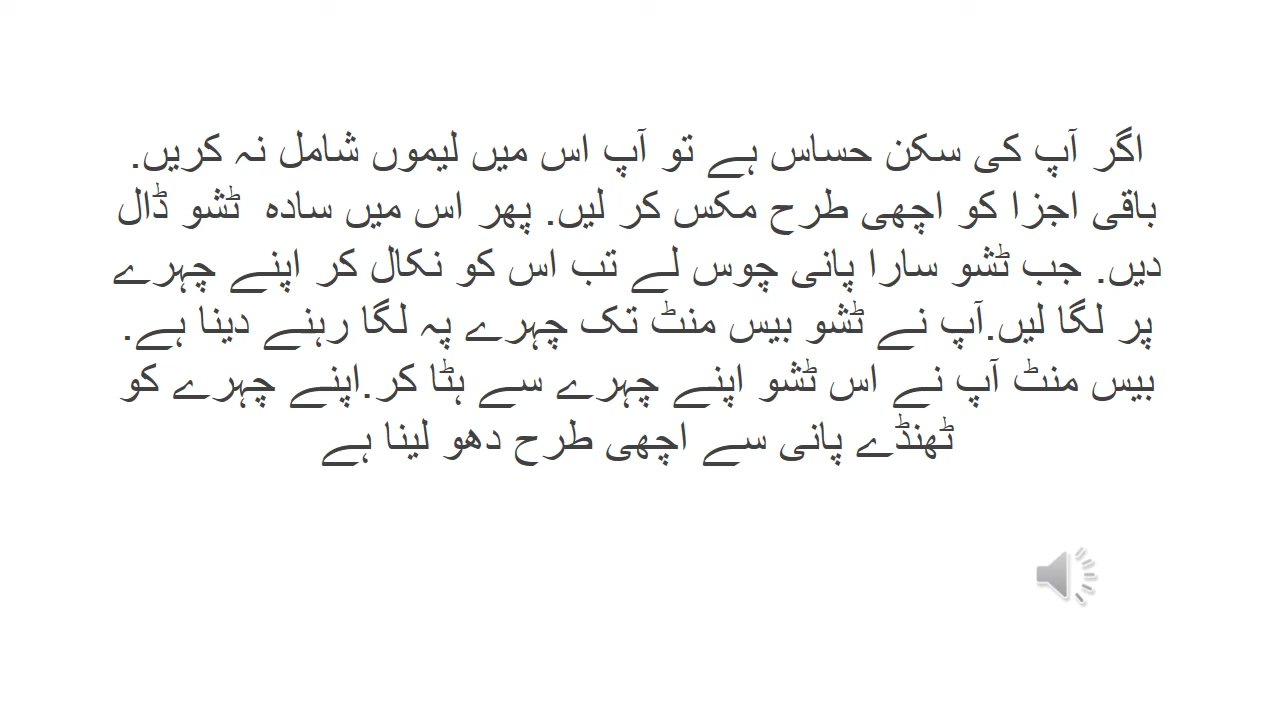 اگر آپ کی سکن حساس ہے تو آپ اس میں لیموں شامل نہ کریں.
باقی اجزا کو اچھی طرح مکس کر لیں. پھر اس میں سادہ ٹشو ڈال
دیں. جب ٹشو سارا پانی چوس لے تب اس کو نکال کر اپنے چہرے
پر لگا لیں.آپ نے ٹشو بیس منٹ تک چہرے پہ لگا رہنے دینا ہے.
بیس منٹ آپ نے اس ٹشو اپنے چہرے سے ہٹا کر.اپنے چہرے کو
ٹھنڈے پانی سے اچھی طرح دھو لینا ہے